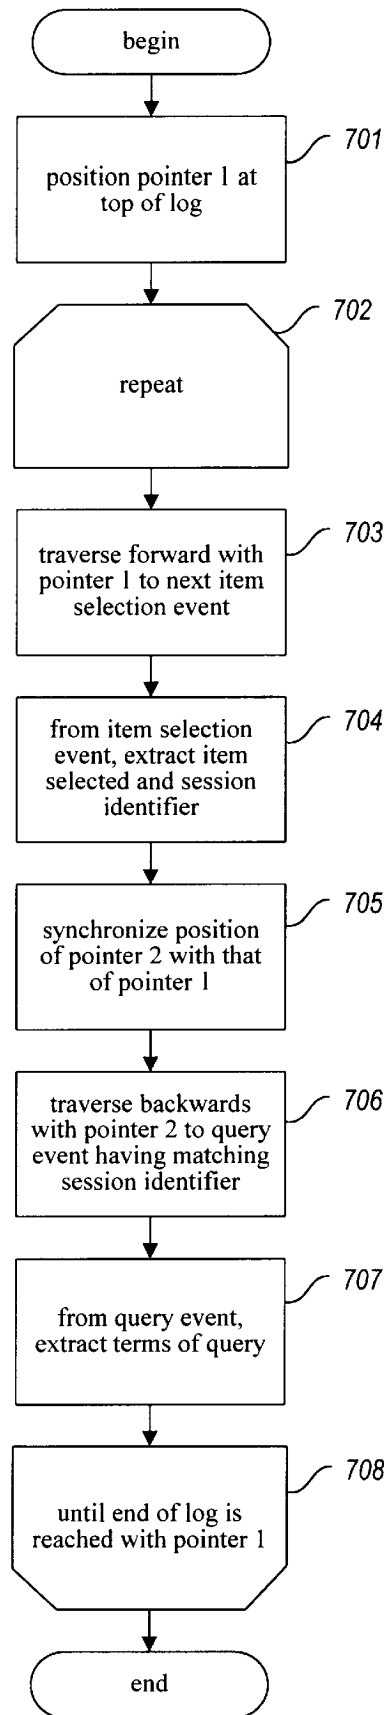 begin
701
position pointer 1 at
top of log
702
repeat
703
traverse forward with
pointer 1 to next item
selection event
704
from item selection
event, extract item
selected and session
identifier
705
synchronize position
of pointer 2 with that
of pointer 1
706
traverse backwards
with pointer 2 to query
event having matching
session identifier
707
from query event,
extract terms of query
708
until end of log is
reached with pointer 1
end